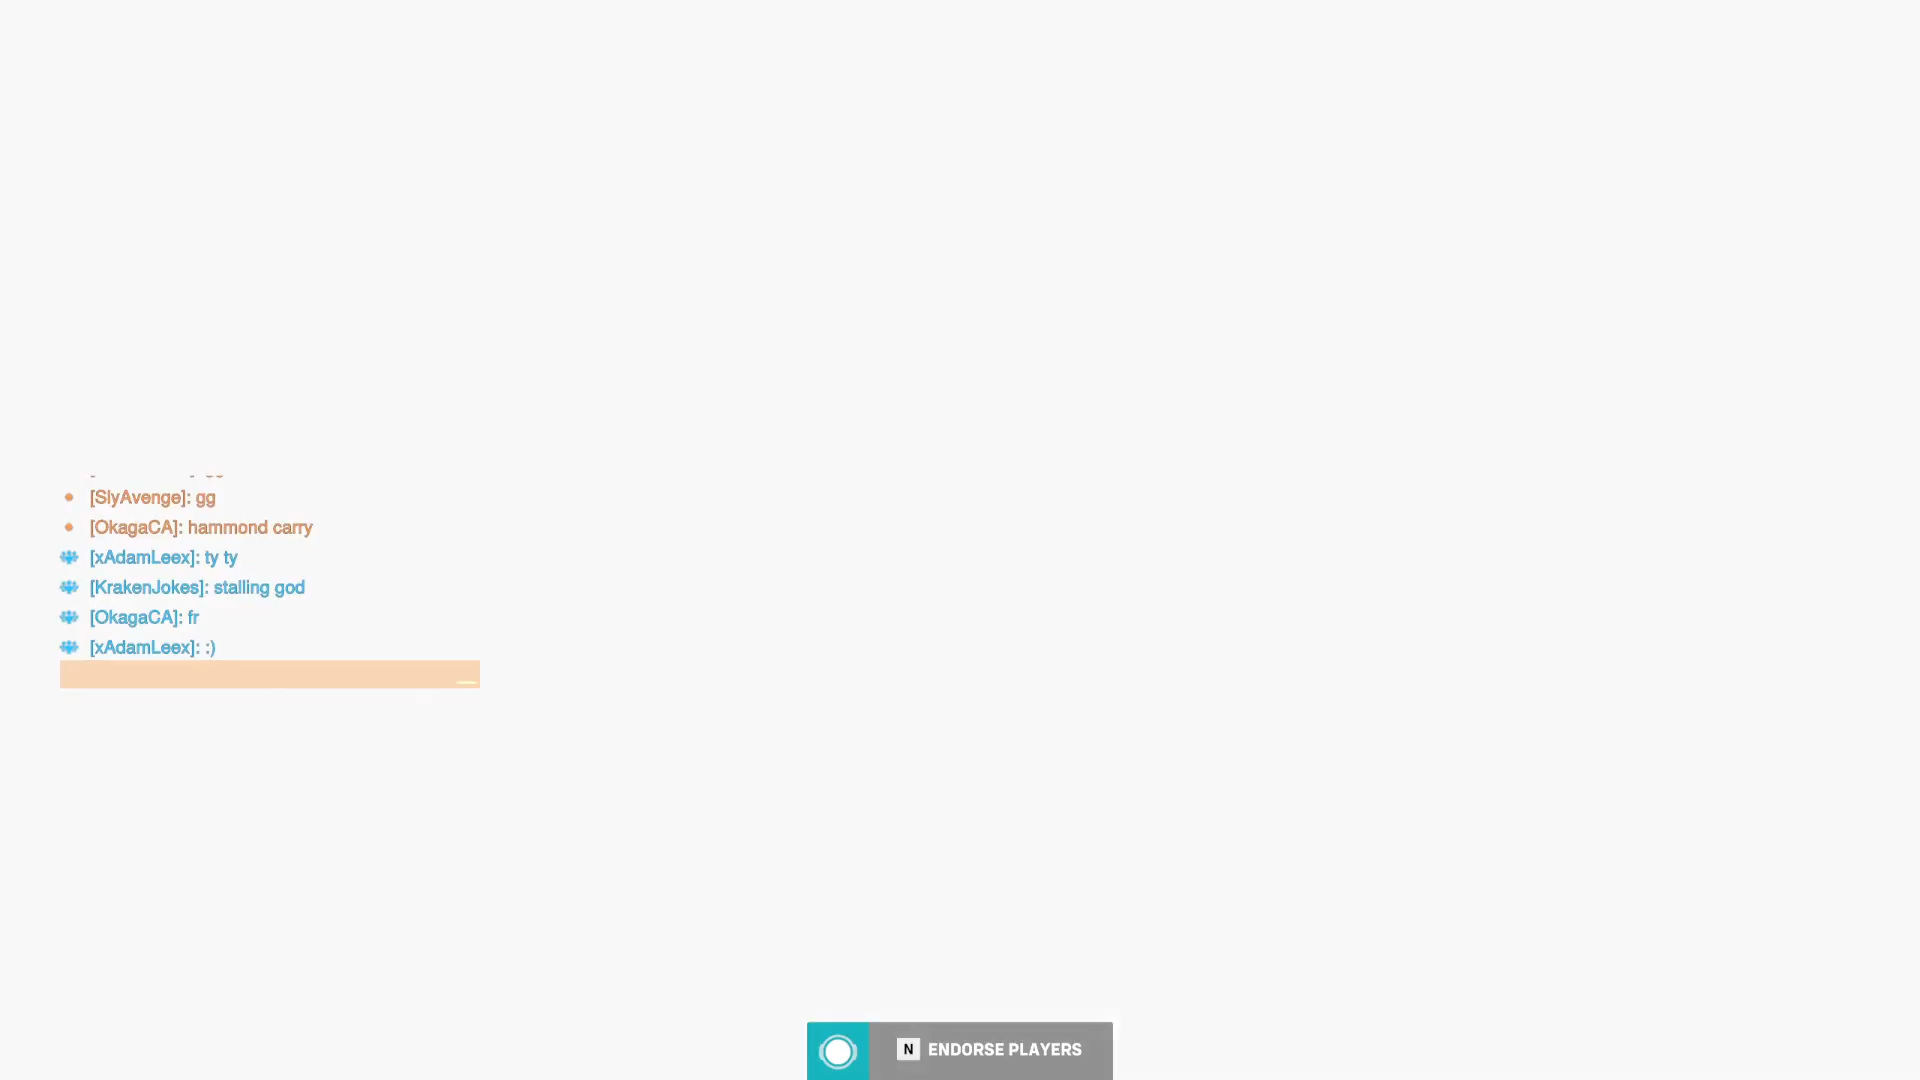 [SlyAvenge]: gg
[OkagaCA]: hammond carry
[xAdamLeex]: ty ty
[KrakenJokes]: stalling god
[OkagaCA]: fr
[xAdamLeex]: :)
N ENDORSE PLAYERS